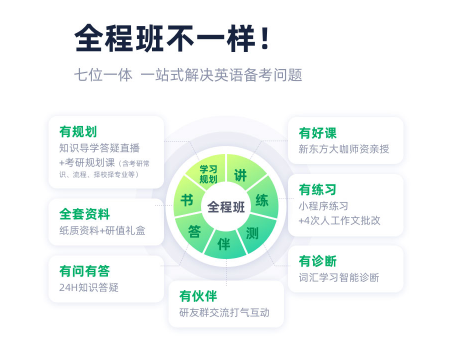 全程班不一样！
七位一体 一站式解决英语备考问题
有规划
知识导学答疑直播
+考研规划课（含考研常
识、流程、择校择专业等）
全套资料
纸质资料+研值礼盒
有问有答
24H知识答疑
学习
规划
讲
练
测
伴
答
书
全程班
有好课
新东方大咖师资亲授
有练习
小程序练习
+4次人工作文批改
有诊断
词汇学习智能诊断
有伙伴
研友群交流打气互动